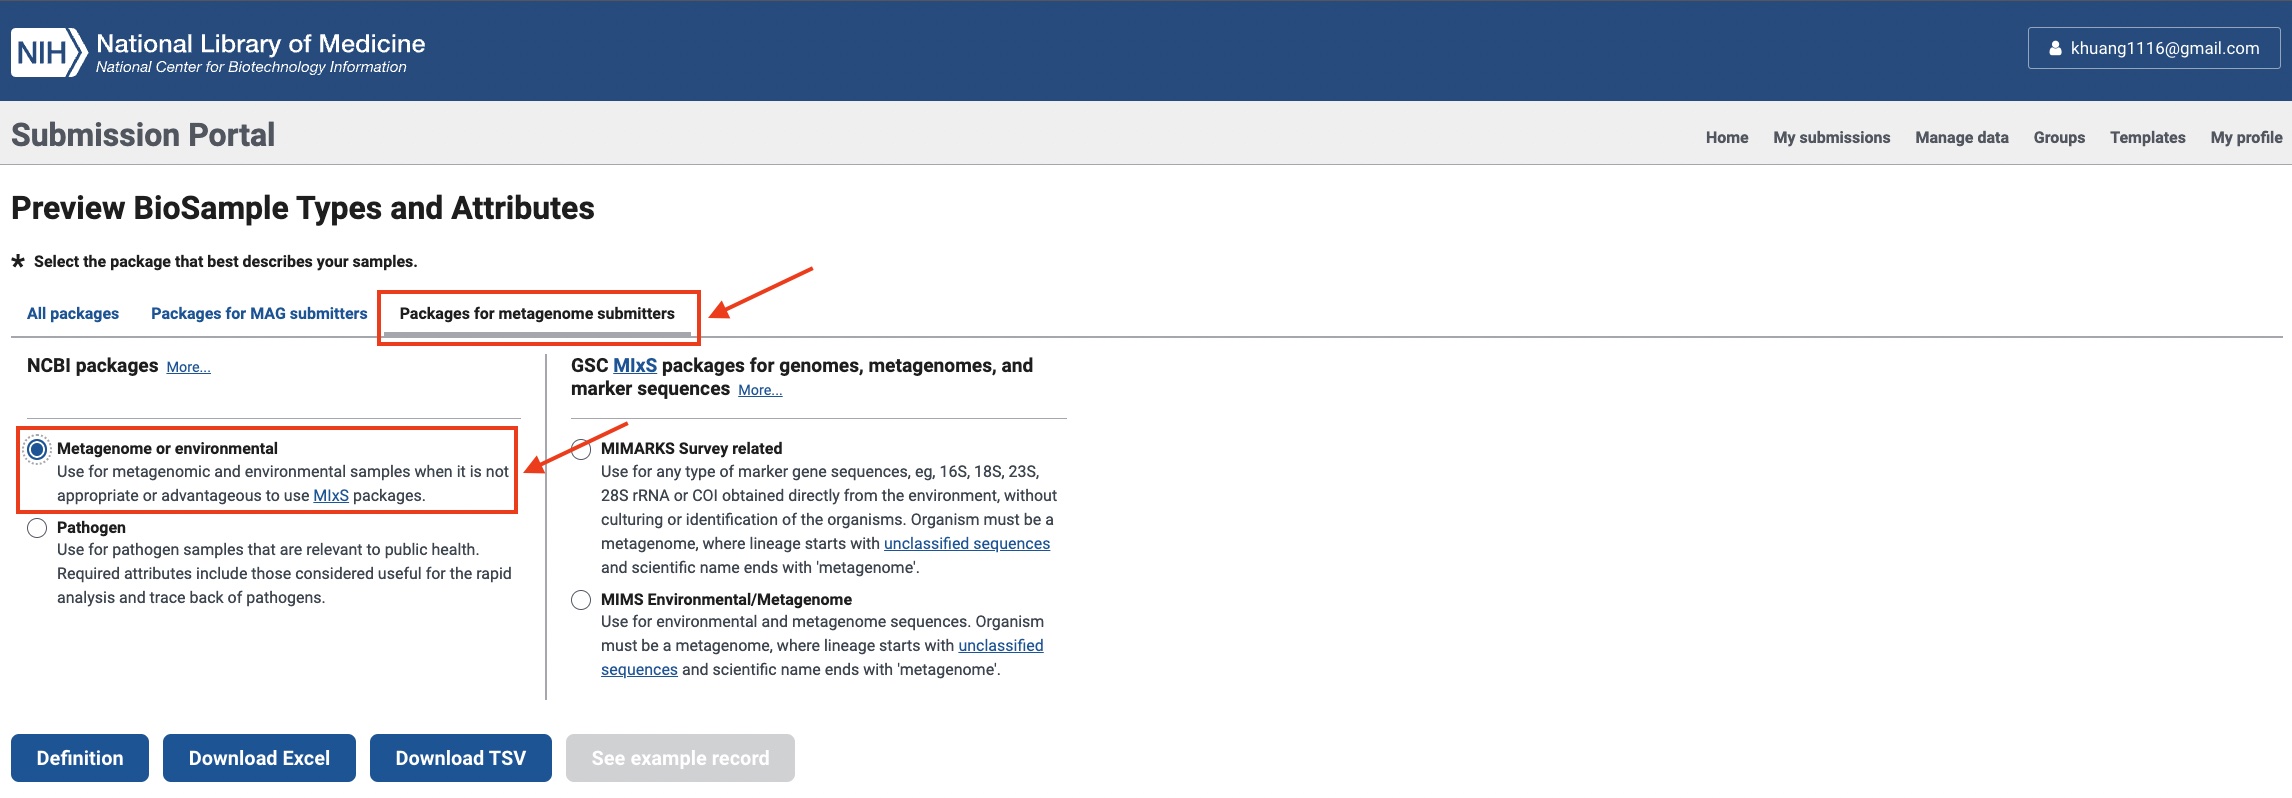 NIH National Library of Medicine
National Center for Biotechnology Information
khuang1116@gmail.com
Submission Portal
Home My submissions Manage data Groups Templates My profile
Preview BioSample Types and Attributes
* Select the package that best describes your samples.
All packages Packages for MAG submitters Packages for metagenome submitters
NCBI packages More...
Metagenome or environmental
Use for metagenomic and environmental samples when it is not
appropriate or advantageous to use MIxS packages.
Pathogen
Use for pathogen samples that are relevant to public health.
Required attributes include those considered useful for the rapid
analysis and trace back of pathogens.
GSC MIxS packages for genomes, metagenomes, and
marker sequences More...
MIMARKS Survey related
Use for any type of marker gene sequences, eg, 16S, 18S, 23S,
28S rRNA or COI obtained directly from the environment, without
culturing or identification of the organisms. Organism must be a
metagenome, where lineage starts with unclassified sequences
and scientific name ends with 'metagenome'.
MIMS Environmental/Metagenome
Use for environmental and metagenome sequences. Organism
must be a metagenome, where lineage starts with unclassified
sequences and scientific name ends with 'metagenome'.
Definition Download Excel Download TSV See example record